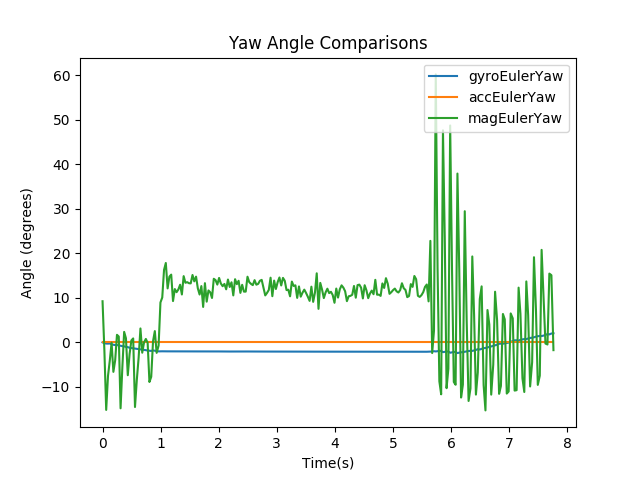 Yaw Angle Comparisons
gyroEulerYaw
accEulerYaw
magEulerYaw
Angle (degrees)
60
50
40
30
20
10
0
−10
0 1 2 3 4 5 6 7 8
Time(s)